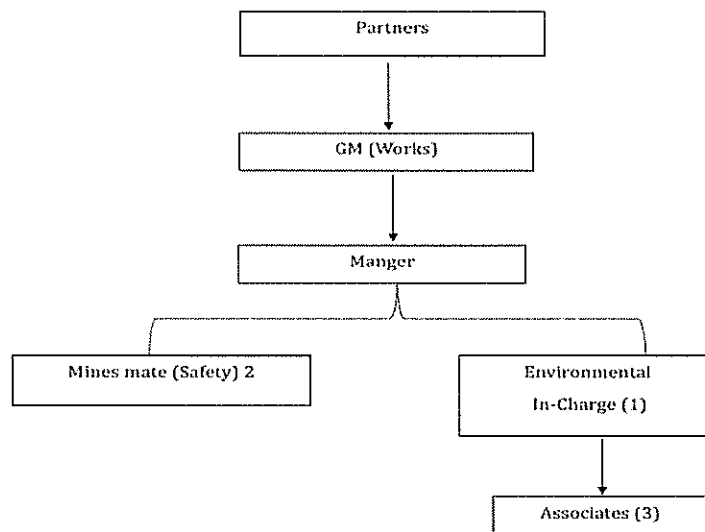 Partners
GM (Works)
Manger
Mines mate (Safety) 2
Environmental
In-Charge (1)
Associates (3)